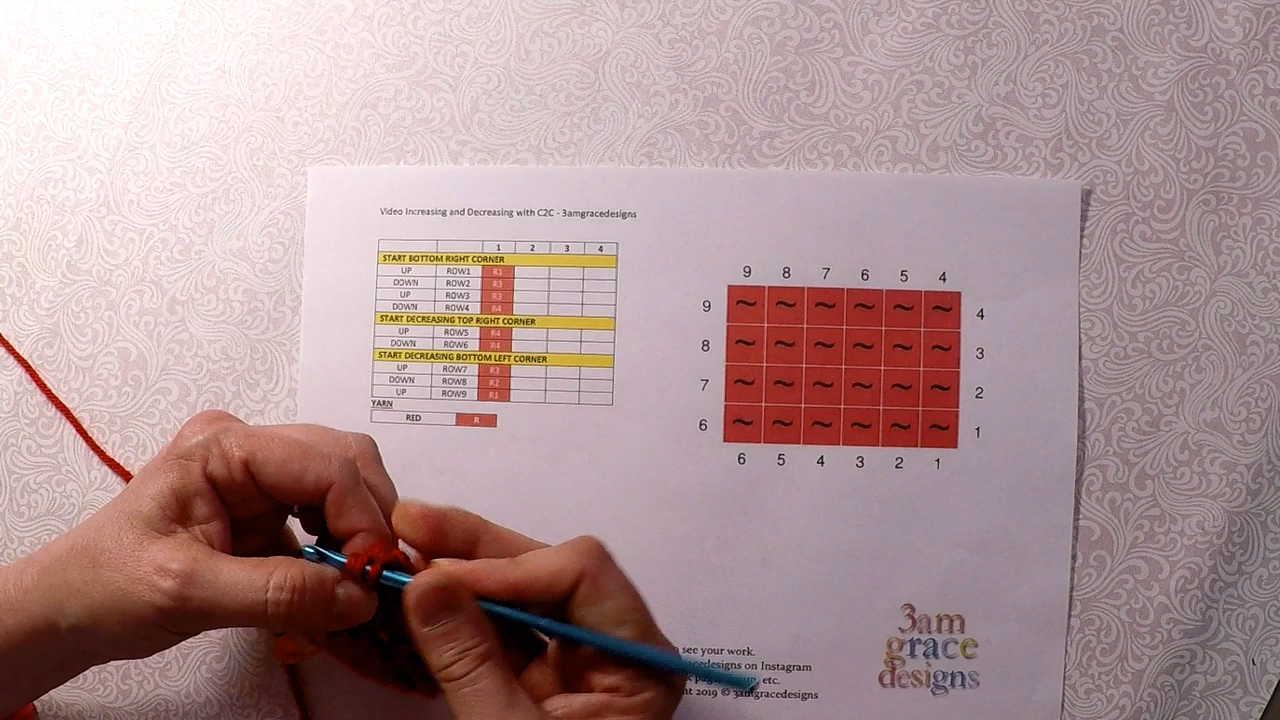 Video Increasing and Decreasing with C2C - 3amgracedesigns
1 2 3 4
START BOTTOM RIGHT CORNER
UP ROW1 R1
DOWN ROW2 R3
UP ROW3 R3
DOWN ROW4 R4
START DECREASING TOP RIGHT CORNER
UP ROW5 R4
DOWN ROW6 R4
START DECREASING BOTTOM LEFT CORNER
UP ROW7 R3
DOWN ROW8 R2
UP ROW9 R1
YARN
RED R
9 8 7 6 5 4
9 ~ ~ ~ ~ ~ ~ 4
8 ~ ~ ~ ~ ~ ~ 3
7 ~ ~ ~ ~ ~ ~ 2
6 ~ ~ ~ ~ ~ ~ 1
6 5 4 3 2 1
see your work.
on Instagram
etc.
2019 © 3amgracedesigns
3am
grace
designs